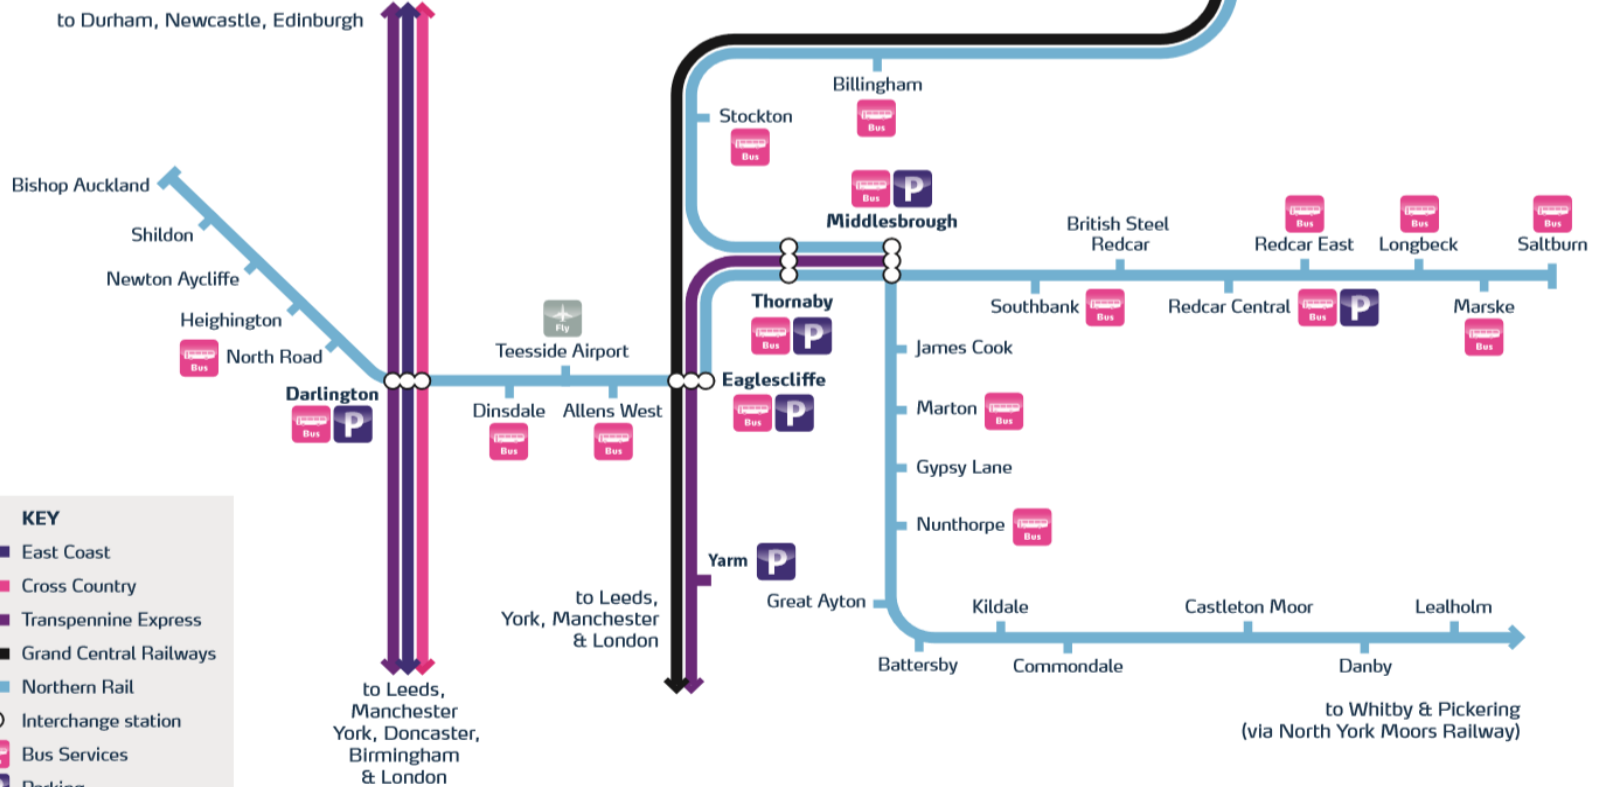 to Durham, Newcastle, Edinburgh
Billingham
Bus
Stockton
Bus
Bus
P
Middlesbrough
Bishop Auckland
Shildon
Newton Aycliffe
Heighington
Bus
North Road
Darlington
Bus
P
Fly
Teesside Airport
Dinsdale
Bus
Allens West
Bus
Thornaby
Bus
P
Eaglescliffe
Bus
P
British Steel
Redcar
Bus
Redcar East
Bus
Longbeck
Bus
Saltburn
Southbank
Bus
Redcar Central
Bus
P
Marske
Bus
James Cook
Marton
Bus
Gypsy Lane
Nunthorpe
Bus
Yarm
P
to Leeds,
York, Manchester
& London
Great Ayton
Kildale
Castleton Moor
Lealholm
Battersby
Commondale
Danby
to Whitby & Pickering
(via North York Moors Railway)
to Leeds,
Manchester
York, Doncaster,
Birmingham
& London
KEY
East Coast
Cross Country
Transpennine Express
Grand Central Railways
Northern Rail
Interchange station
Bus Services
Parking